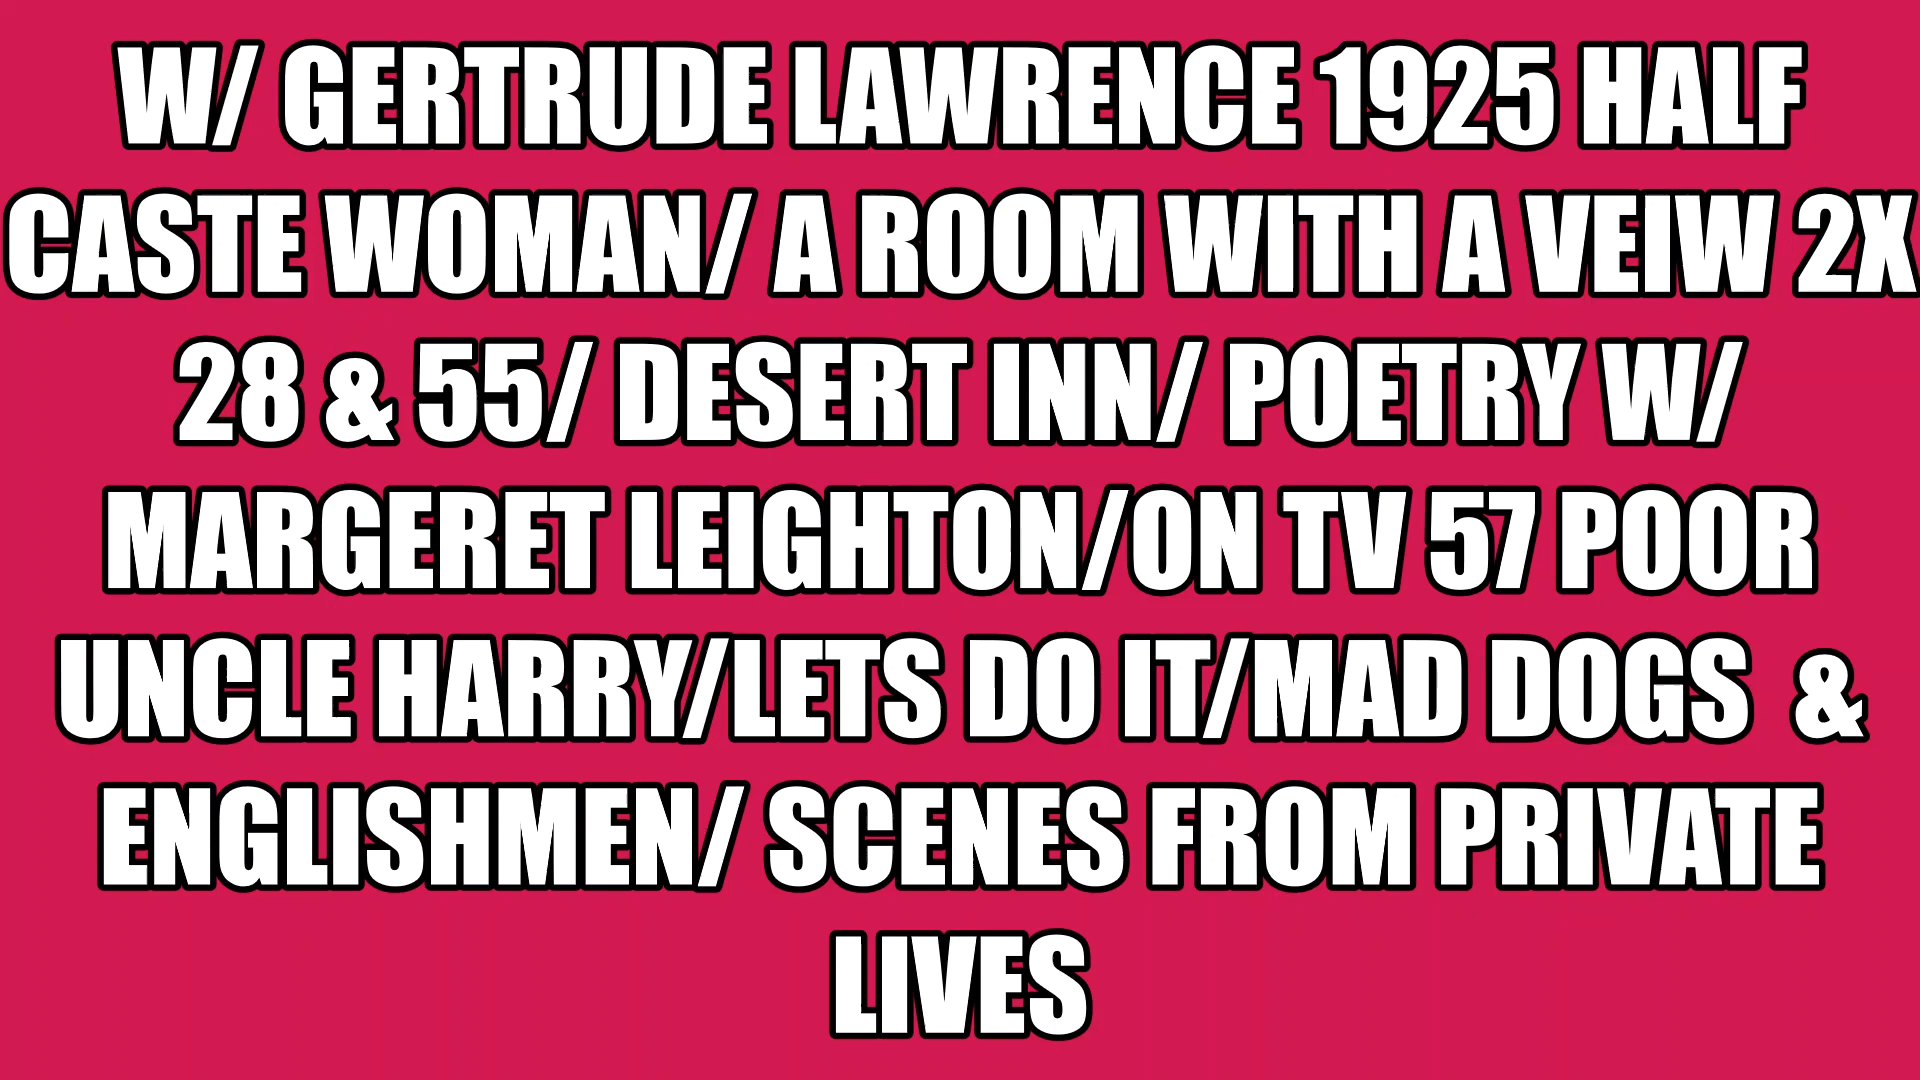 W/ GERTRUDE LAWRENCE 1925 HALF
CASTE WOMAN/ A ROOM WITH A VEIW 2X
28 & 55/ DESERT INN/ POETRY W/
MARGERET LEIGHTON/ON TV 57 POOR
UNCLE HARRY/LETS DO IT/MAD DOGS  &
ENGLISHMEN/ SCENES FROM PRIVATE
LIVES